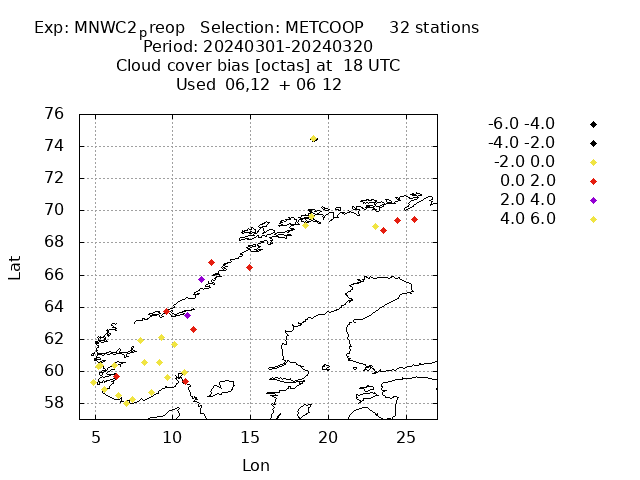 Exp: MNWC2preop Selection: METCOOP 32 stations
Period: 20240301-20240320
Cloud cover bias [octas] at 18 UTC
Used 06,12 + 06 12
-6.0 -4.0
-4.0 -2.0
-2.0 0.0
0.0 2.0
2.0 4.0
4.0 6.0
Lat
76
74
72
70
68
66
64
62
60
58
5 10 15 20 25
Lon